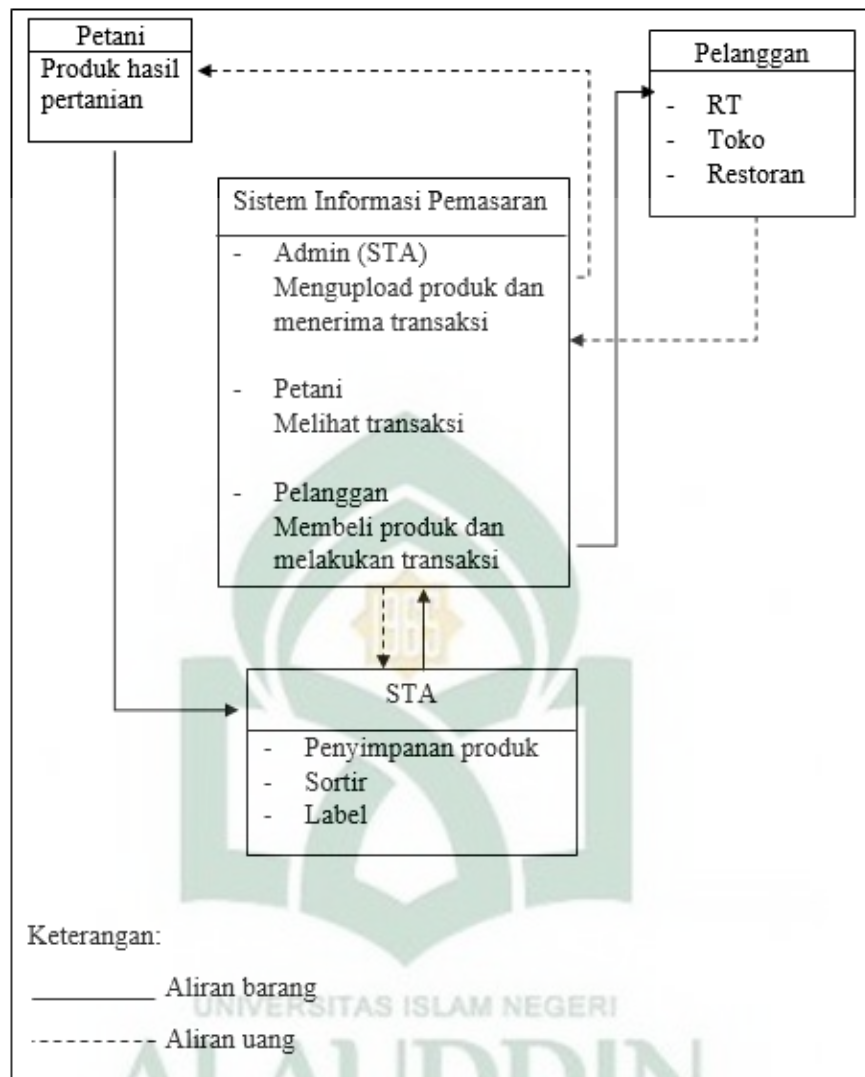 Petani
Produk hasil
pertanian
Pelanggan
- RT
- Toko
- Restoran
Sistem Informasi Pemasaran
- Admin (STA)
Mengupload produk dan
menerima transaksi
- Petani
Melihat transaksi
- Pelanggan
Membeli produk dan
melakukan transaksi
STA
- Penyimpanan produk
- Sortir
- Label
Keterangan:
Aliran barang
UNIVERSITAS ISLAM NEGERI
Aliran uang
ALAUDDIN